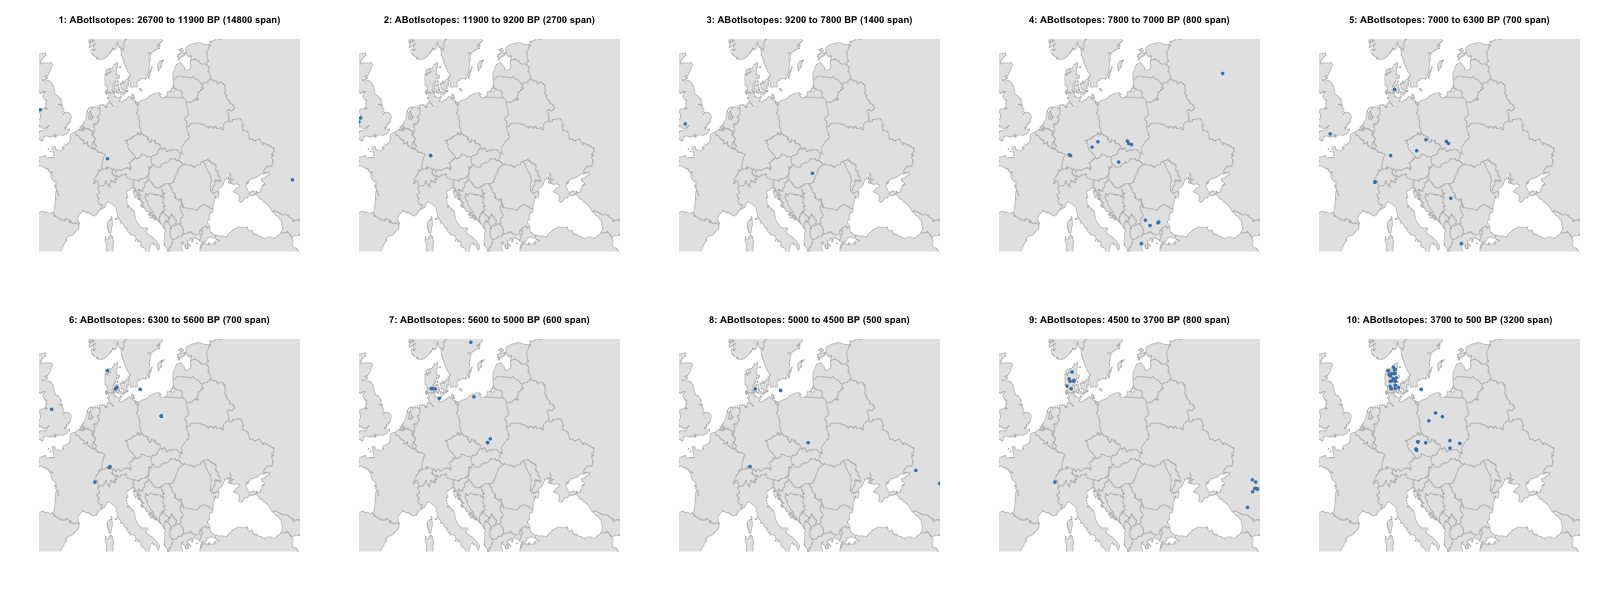 1: ABotIsotopes: 26700 to 11900 BP (14800 span)
2: ABotIsotopes: 11900 to 9200 BP (2700 span)
3: ABotIsotopes: 9200 to 7800 BP (1400 span)
4: ABotIsotopes: 7800 to 7000 BP (800 span)
5: ABotIsotopes: 7000 to 6300 BP (700 span)
6: ABotIsotopes: 6300 to 5600 BP (700 span)
7: ABotIsotopes: 5600 to 5000 BP (600 span)
8: ABotIsotopes: 5000 to 4500 BP (500 span)
9: ABotIsotopes: 4500 to 3700 BP (800 span)
10: ABotIsotopes: 3700 to 500 BP (3200 span)